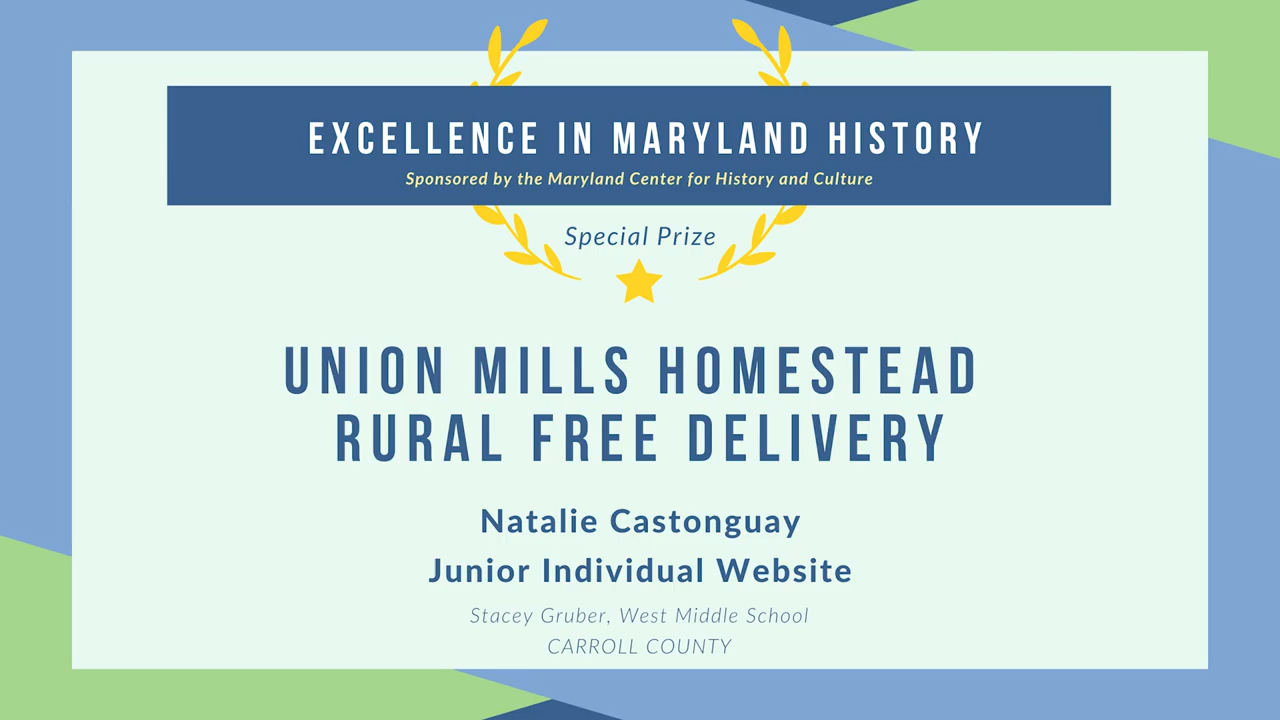 EXCELLENCE IN MARYLAND HISTORY
Sponsored by the Maryland Center for History and Culture
Special Prize
UNION MILLS HOMESTEAD
RURAL FREE DELIVERY
Natalie Castonguay
Junior Individual Website
Stacey Gruber, West Middle School
CARROLL COUNTY